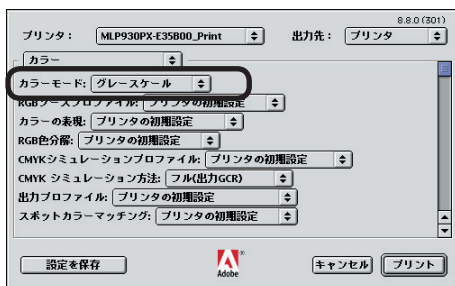 8.8.0 (301)
プリンタ： MLP930PX-E35B00_Print 出力先： プリンタ
カラー
カラーモード: グレースケール
RGBソースプロファイル: プリンタの初期設定
カラーの表現: プリンタの初期設定
RGB色分解: プリンタの初期設定
CMYKシミュレーションプロファイル: プリンタの初期設定
CMYK シミュレーション方法: フル(出力GCR)
出力プロファイル: プリンタの初期設定
スポットカラーマッチング: プリンタの初期設定
設定を保存 Adobe キャンセル プリント